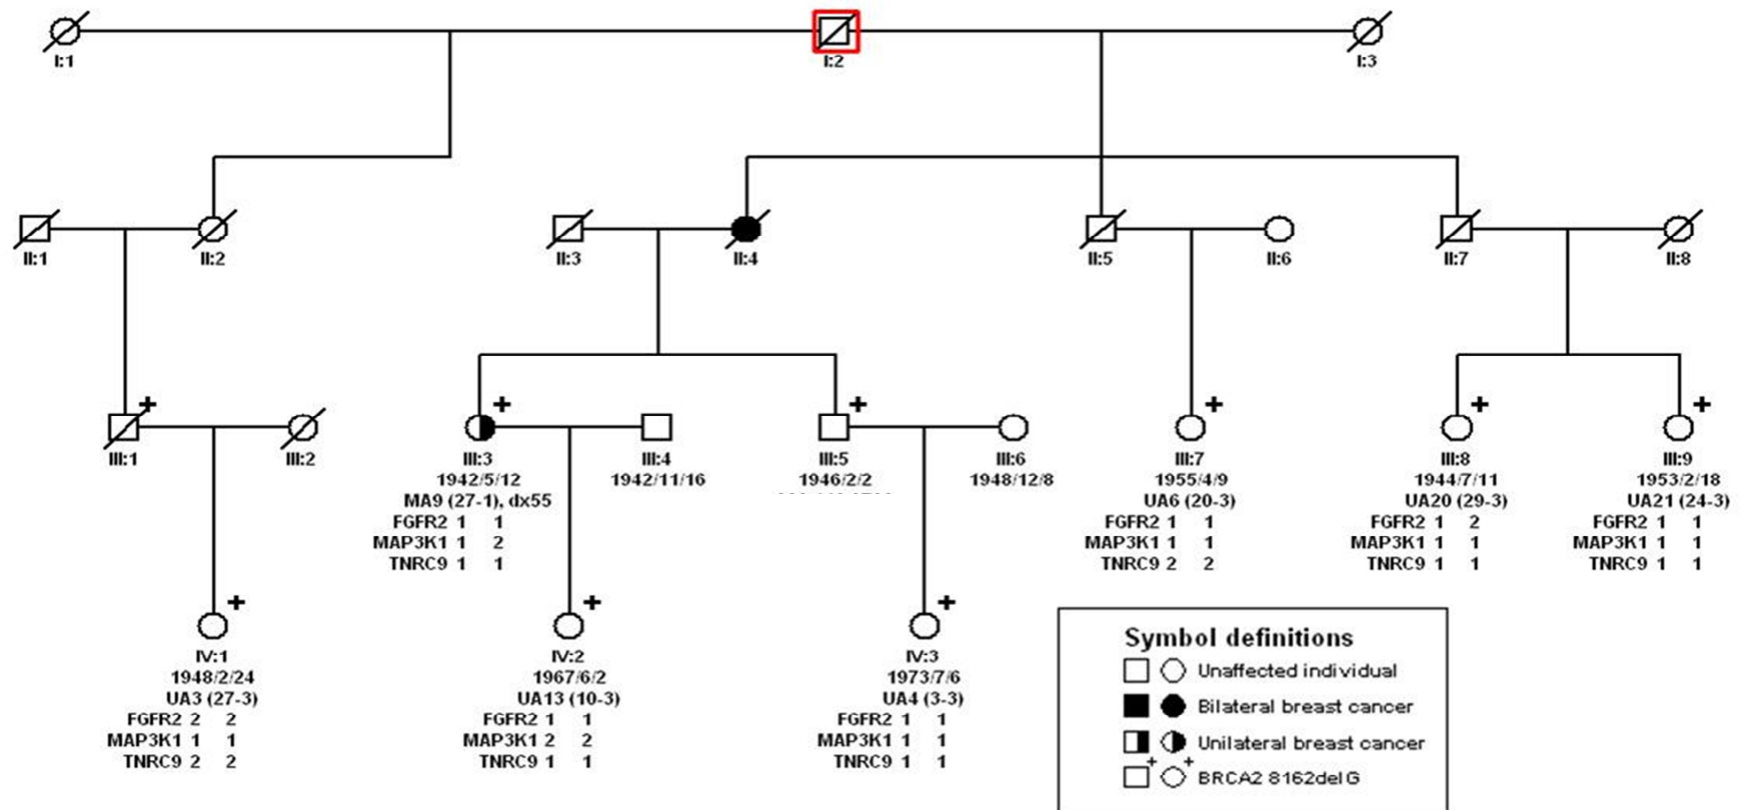 I:1 I:2 I:3
II:1 II:2 II:3 II:4 II:5 II:6 II:7 II:8
+ + + + + +
III:1 III:2 III:3 III:4 III:5 III:6 III:7 III:8 III:9
1942/5/12 1942/11/16 1946/2/2 1948/12/8 1955/4/9 1944/7/11 1953/2/18
MA9 (27-1), dx55 UA6 (20-3) UA20 (29-3) UA21 (24-3)
FGFR2 1 1 FGFR2 1 1 FGFR2 1 2 FGFR2 1 1
MAP3K1 1 2 MAP3K1 1 1 MAP3K1 1 1 MAP3K1 1 1
TNRC9 1 1 TNRC9 2 2 TNRC9 1 1 TNRC9 1 1
+ + +
IV:1 IV:2 IV:3
1948/2/24 1967/6/2 1973/7/6
UA3 (27-3) UA13 (10-3) UA4 (3-3)
FGFR2 2 2 FGFR2 1 1 FGFR2 1 1
MAP3K1 1 1 MAP3K1 2 2 MAP3K1 1 1
TNRC9 2 2 TNRC9 1 1 TNRC9 1 1
Symbol definitions
Unaffected individual
Bilateral breast cancer
Unilateral breast cancer
+ + BRCA2 8162delG